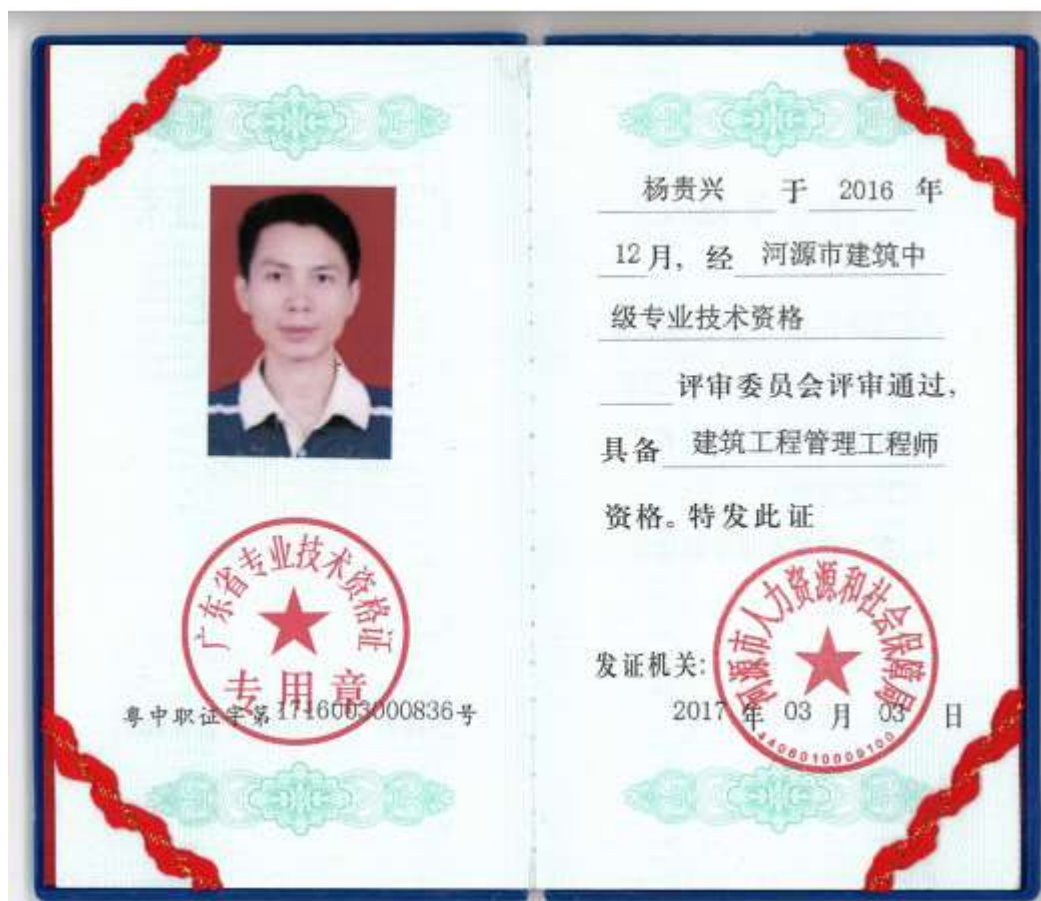 广东省专业技术资格证
专用章
粤中职证字第1716003000836号
杨贵兴 于 2016 年
12月，经 河源市建筑中
级专业技术资格
评审委员会评审通过，
具备 建筑工程管理工程师
资格。特发此证
河源市人力资源和社会保障局
发证机关：
2017 年 03 月 03 日